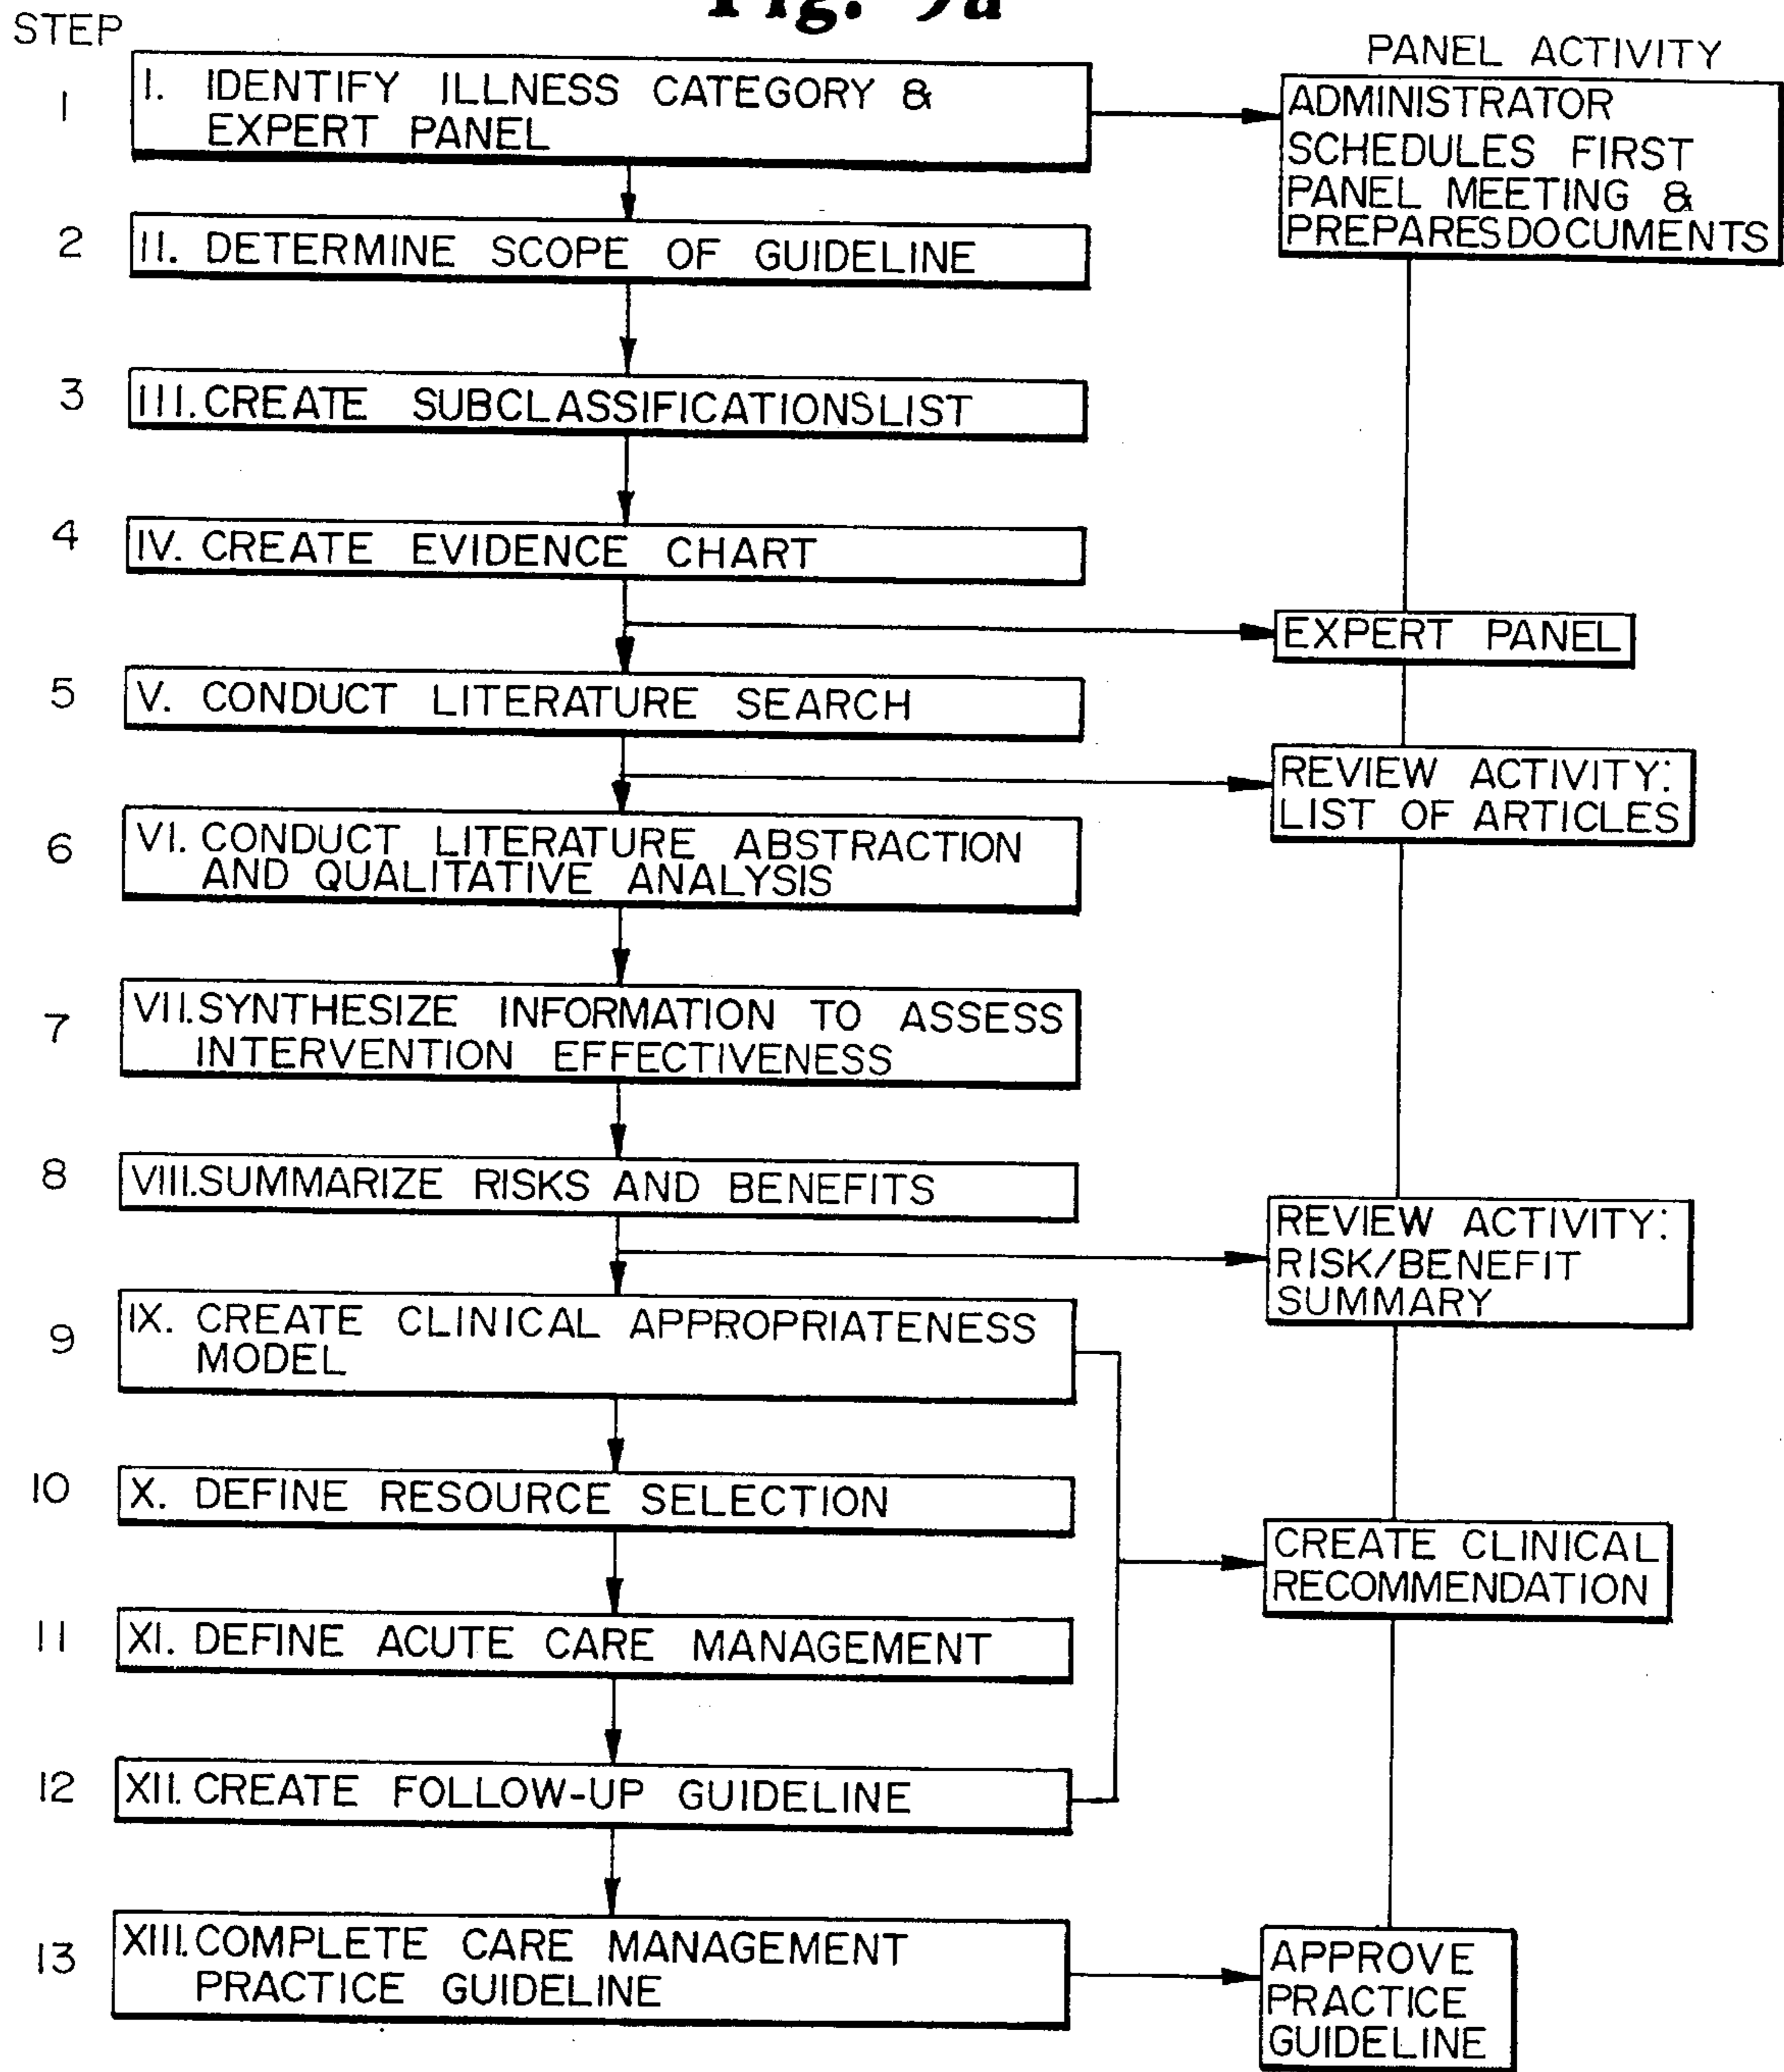 Fig. 9a
STEP
1
I. IDENTIFY ILLNESS CATEGORY &
EXPERT PANEL
2
II. DETERMINE SCOPE OF GUIDELINE
3
III. CREATE SUBCLASSIFICATIONS LIST
4
IV. CREATE EVIDENCE CHART
5
V. CONDUCT LITERATURE SEARCH
6
VI. CONDUCT LITERATURE ABSTRACTION
AND QUALITATIVE ANALYSIS
7
VII. SYNTHESIZE INFORMATION TO ASSESS
INTERVENTION EFFECTIVENESS
8
VIII. SUMMARIZE RISKS AND BENEFITS
9
IX. CREATE CLINICAL APPROPRIATENESS
MODEL
10
X. DEFINE RESOURCE SELECTION
11
XI. DEFINE ACUTE CARE MANAGEMENT
12
XII. CREATE FOLLOW-UP GUIDELINE
13
XIII. COMPLETE CARE MANAGEMENT
PRACTICE GUIDELINE
PANEL ACTIVITY
ADMINISTRATOR
SCHEDULES FIRST
PANEL MEETING &
PREPARES DOCUMENTS
EXPERT PANEL
REVIEW ACTIVITY:
LIST OF ARTICLES
REVIEW ACTIVITY:
RISK/BENEFIT
SUMMARY
CREATE CLINICAL
RECOMMENDATION
APPROVE
PRACTICE
GUIDELINE